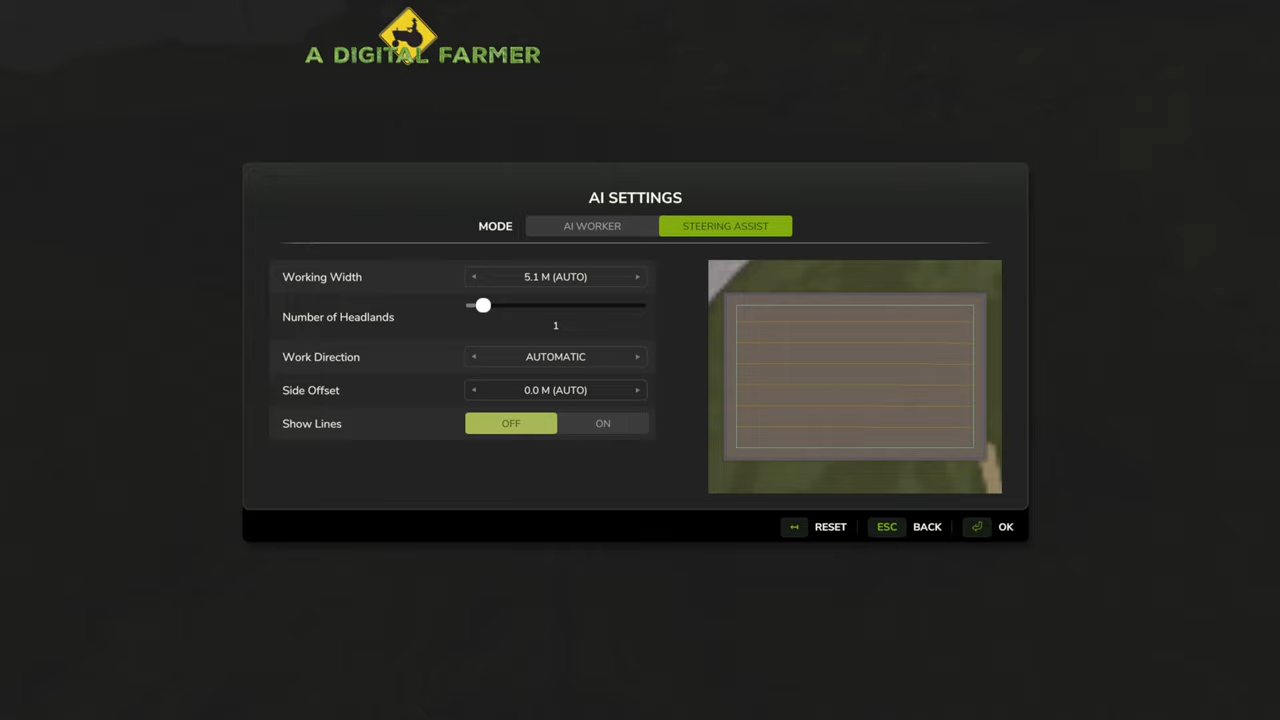 A DIGITAL FARMER
AI SETTINGS
MODE AI WORKER STEERING ASSIST
Working Width 5.1 M (AUTO)
Number of Headlands
1
Work Direction AUTOMATIC
Side Offset 0.0 M (AUTO)
Show Lines OFF ON
RESET ESC BACK OK